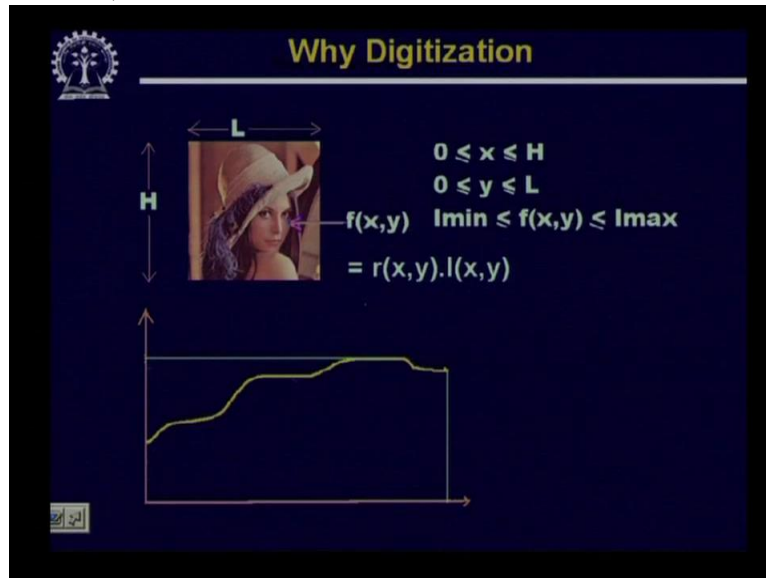 Why Digitization
L
0 ≤ x ≤ H
0 ≤ y ≤ L
H
f(x,y) Imin ≤ f(x,y) ≤ Imax
= r(x,y).I(x,y)